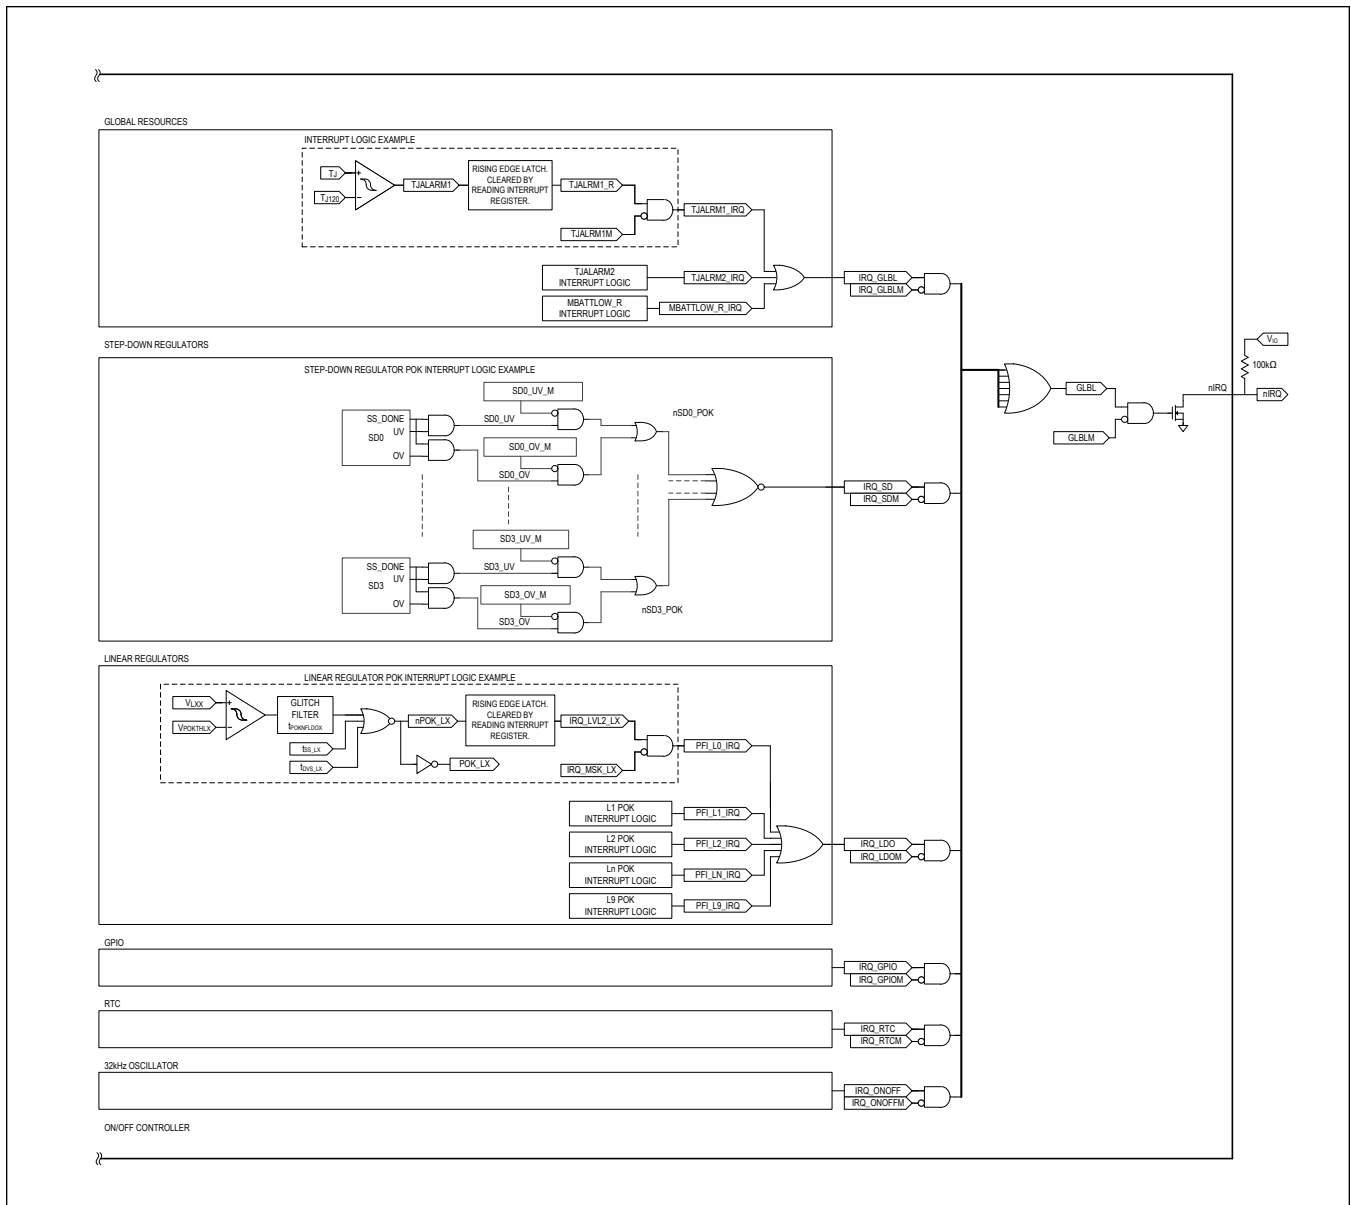 GLOBAL RESOURCES
INTERRUPT LOGIC EXAMPLE
TJ
TJ120
+
−
TJALARM1
RISING EDGE LATCH.
CLEARED BY
READING INTERRUPT
REGISTER.
TJALRM1_R
TJALRM1M
TJALRM1_IRQ
TJALARM2
INTERRUPT LOGIC
TJALRM2_IRQ
MBATTLOW_R
INTERRUPT LOGIC
MBATTLOW_R_IRQ
IRQ_GLBL
IRQ_GLBLM
STEP-DOWN REGULATORS
STEP-DOWN REGULATOR POK INTERRUPT LOGIC EXAMPLE
SD0_UV_M
SS_DONE
UV
SD0
OV
SD0_UV
SD0_OV_M
SD0_OV
nSD0_POK
SD3_UV_M
SS_DONE
UV
SD3
OV
SD3_UV
SD3_OV_M
SD3_OV
nSD3_POK
IRQ_SD
IRQ_SDM
GLBL
GLBLM
nIRQ
VIO
100kΩ
nIRQ
LINEAR REGULATORS
LINEAR REGULATOR POK INTERRUPT LOGIC EXAMPLE
VLXX
VPOKTHLX
+
−
GLITCH
FILTER
tPOKNFLDOX
tSS_LX
tDVS_LX
nPOK_LX
POK_LX
RISING EDGE LATCH.
CLEARED BY
READING INTERRUPT
REGISTER.
IRQ_LVL2_LX
IRQ_MSK_LX
PFI_L0_IRQ
L1 POK
INTERRUPT LOGIC
PFI_L1_IRQ
L2 POK
INTERRUPT LOGIC
PFI_L2_IRQ
Ln POK
INTERRUPT LOGIC
PFI_LN_IRQ
L9 POK
INTERRUPT LOGIC
PFI_L9_IRQ
IRQ_LDO
IRQ_LDOM
GPIO
IRQ_GPIO
IRQ_GPIOM
RTC
IRQ_RTC
IRQ_RTCM
32kHz OSCILLATOR
IRQ_ONOFF
IRQ_ONOFFM
ON/OFF CONTROLLER